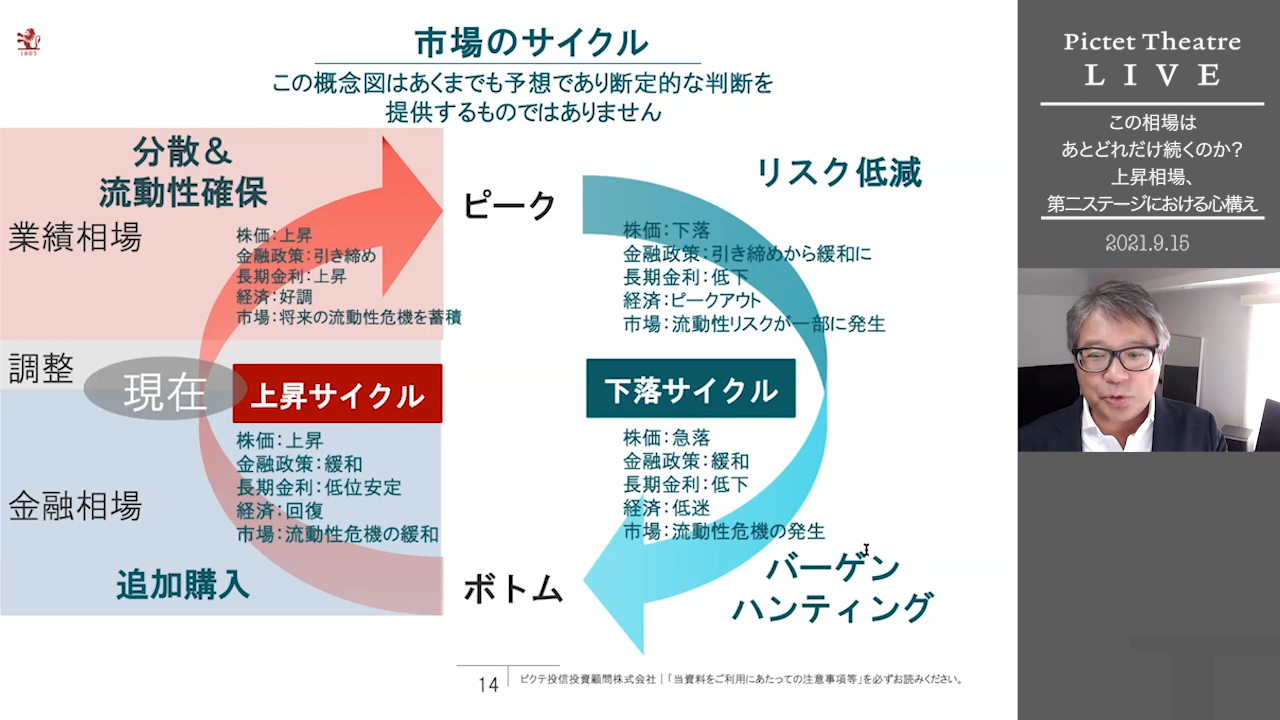 1805
市場のサイクル
この概念図はあくまでも予想であり断定的な判断を
提供するものではありません
分散&
流動性確保
業績相場
株価：上昇
金融政策：引き締め
長期金利：上昇
経済：好調
市場：将来の流動性危機を蓄積
調整
現在
上昇サイクル
金融相場
株価：上昇
金融政策：緩和
長期金利：低位安定
経済：回復
市場：流動性危機の緩和
追加購入
ピーク
リスク低減
株価：下落
金融政策：引き締めから緩和に
長期金利：低下
経済：ピークアウト
市場：流動性リスクが一部に発生
下落サイクル
株価：急落
金融政策：緩和
長期金利：低下
経済：低迷
市場：流動性危機の発生
ボトム
バーゲン
ハンティング
14
ピクテ投信投資顧問株式会社｜「当資料をご利用にあたっての注意事項等」を必ずお読みください。
Pictet Theatre
LIVE
この相場は
あとどれだけ続くのか?
上昇相場、
第二ステージにおける心構え
2021.9.15